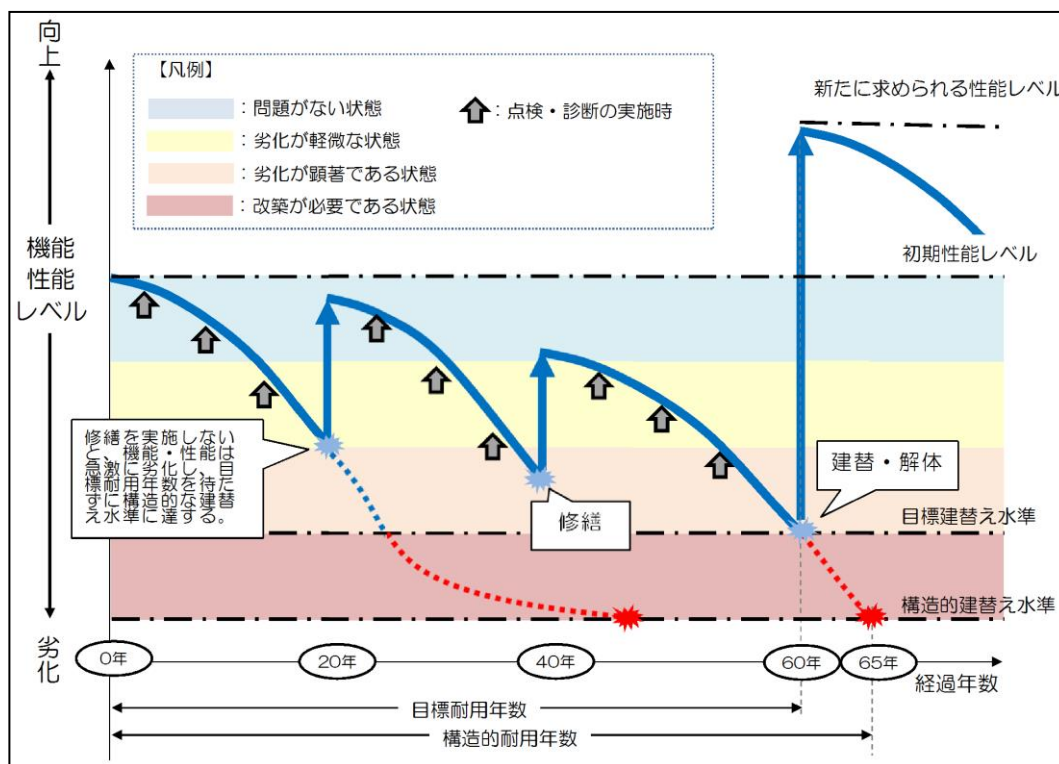 向上
【凡例】
：問題がない状態
：劣化が軽微な状態
：劣化が顕著である状態
：改築が必要である状態
：点検・診断の実施時
新たに求められる性能レベル
機能
性能
レベル
初期性能レベル
修繕を実施しない
と、機能・性能は
急激に劣化し、目
標耐用年数を待た
ずに構造的な建替
え水準に達する。
修繕
建替・解体
目標建替え水準
構造的建替え水準
劣化
0年
20年
40年
60年
65年
経過年数
目標耐用年数
構造的耐用年数